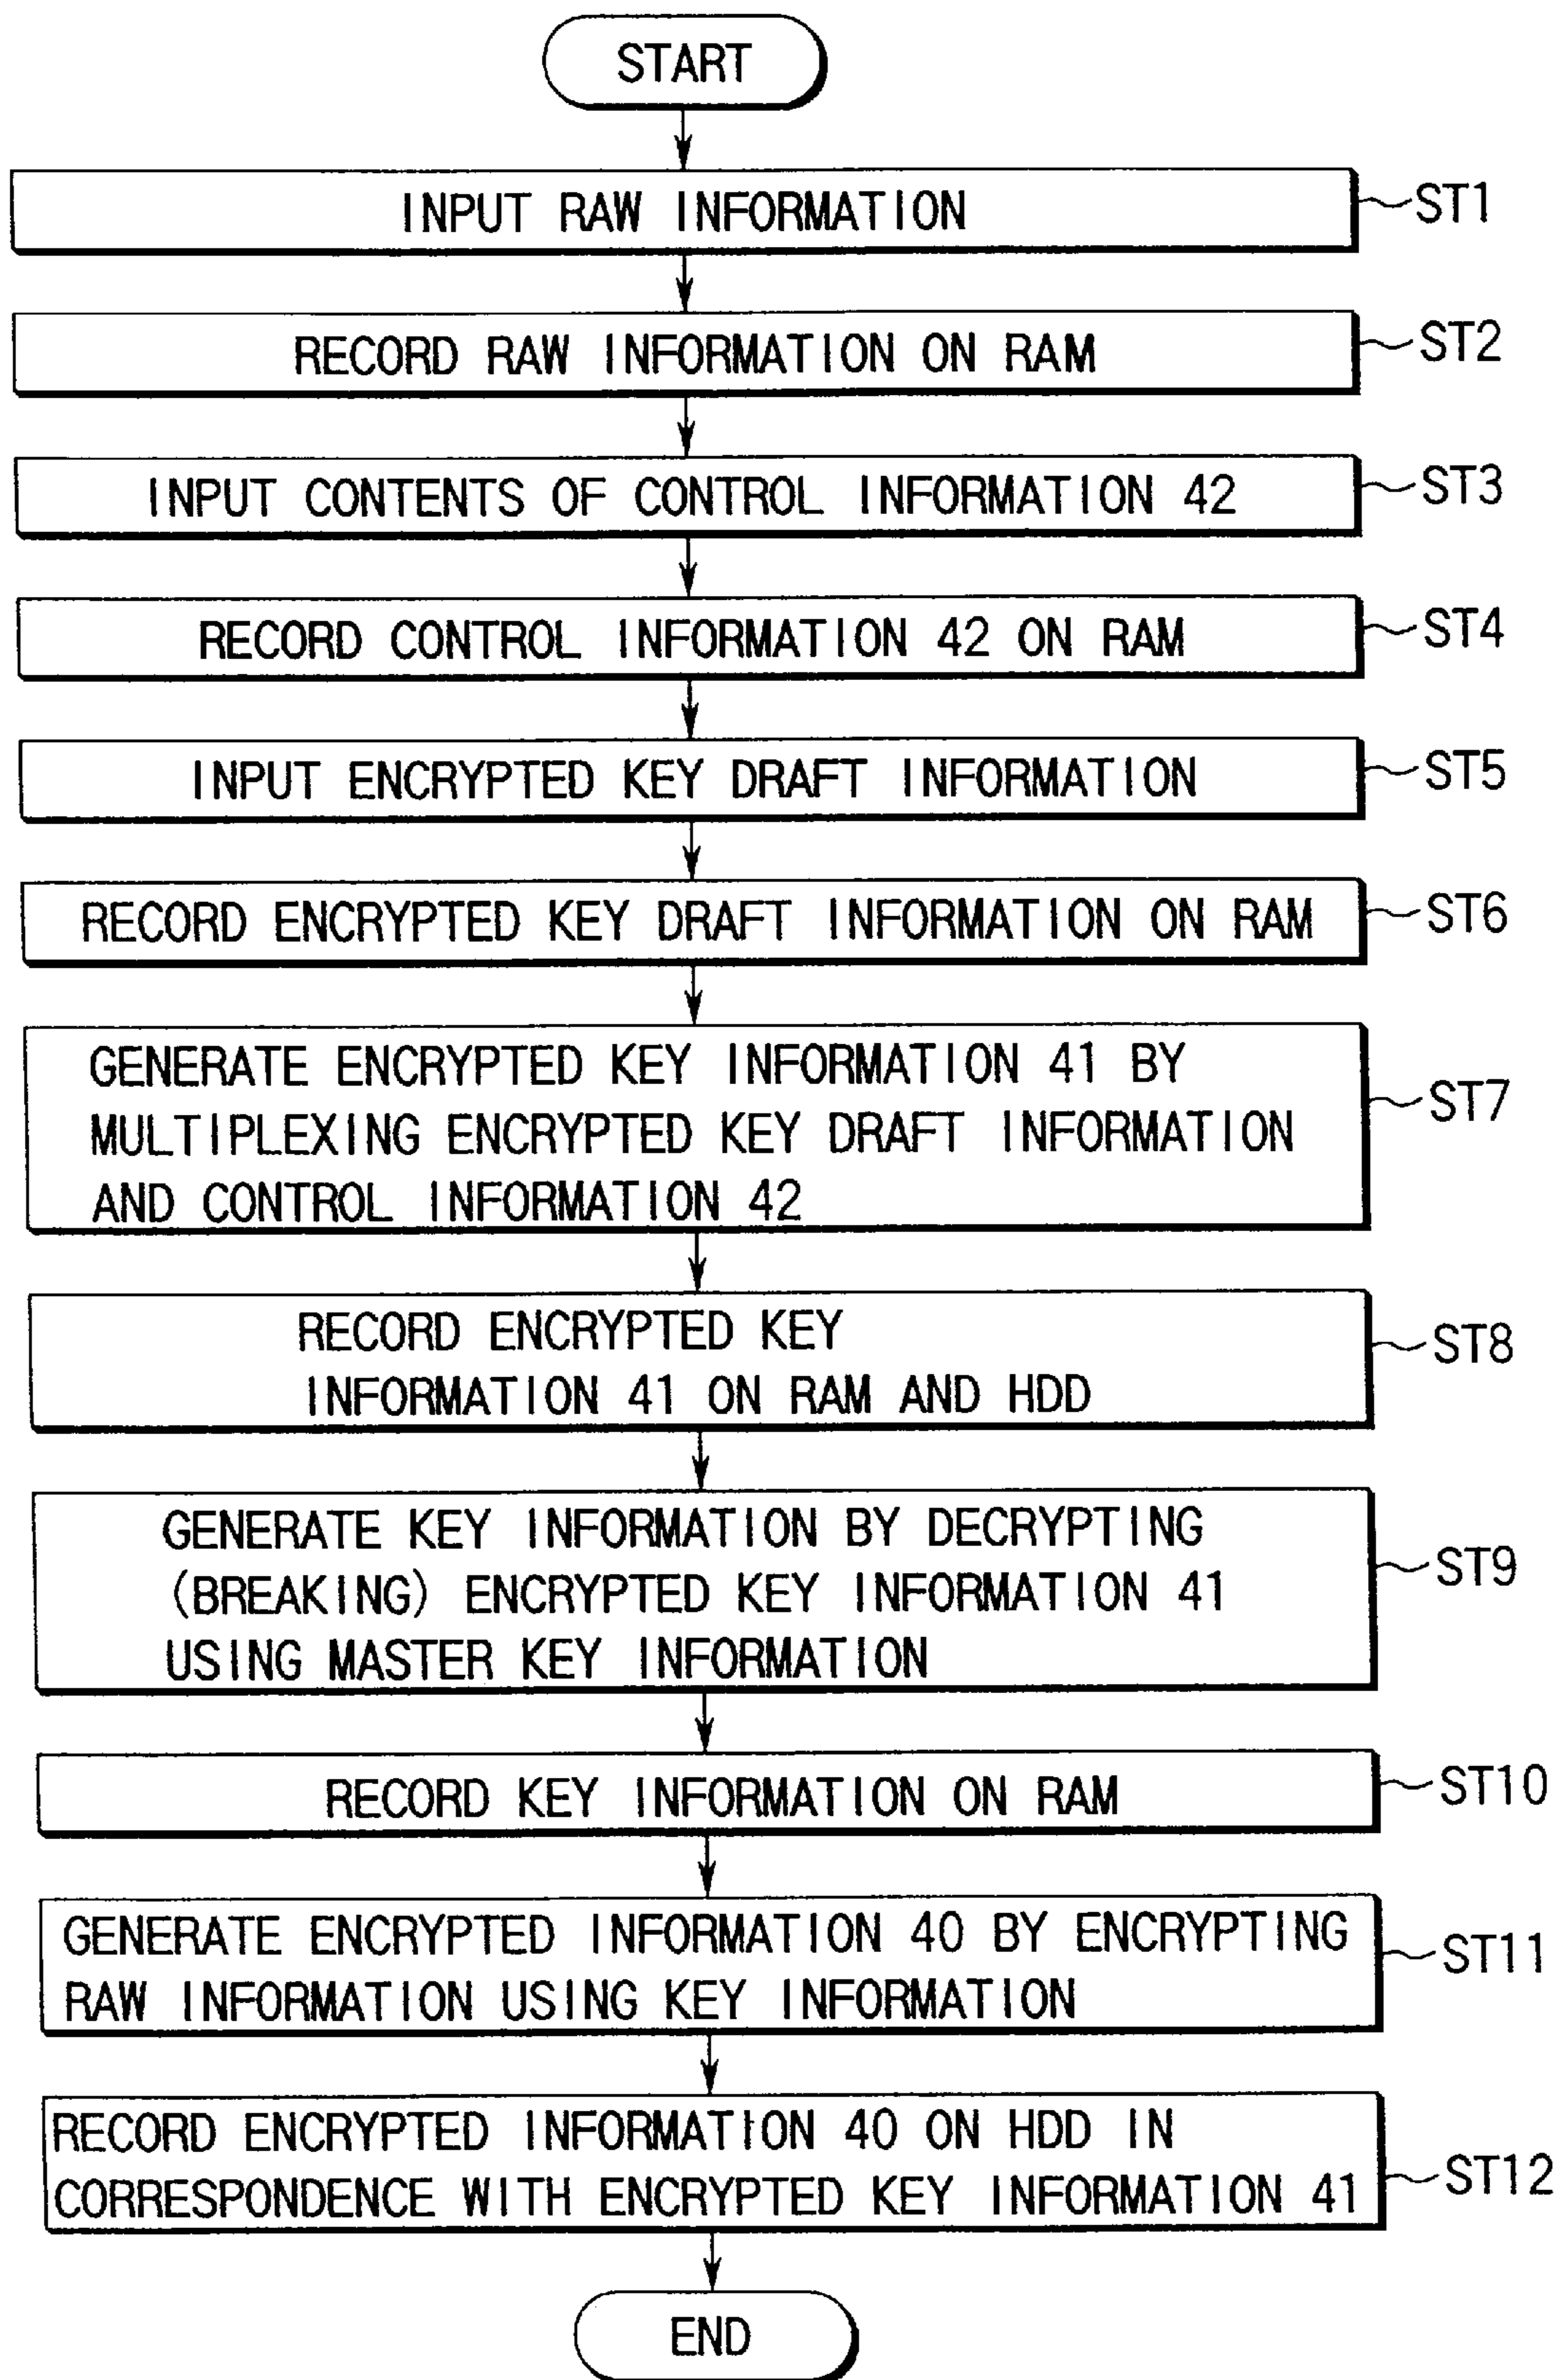 START
INPUT RAW INFORMATION
ST1
RECORD RAW INFORMATION ON RAM
ST2
INPUT CONTENTS OF CONTROL INFORMATION 42
ST3
RECORD CONTROL INFORMATION 42 ON RAM
ST4
INPUT ENCRYPTED KEY DRAFT INFORMATION
ST5
RECORD ENCRYPTED KEY DRAFT INFORMATION ON RAM
ST6
GENERATE ENCRYPTED KEY INFORMATION 41 BY
MULTIPLEXING ENCRYPTED KEY DRAFT INFORMATION
AND CONTROL INFORMATION 42
ST7
RECORD ENCRYPTED KEY
INFORMATION 41 ON RAM AND HDD
ST8
GENERATE KEY INFORMATION BY DECRYPTING
(BREAKING) ENCRYPTED KEY INFORMATION 41
USING MASTER KEY INFORMATION
ST9
RECORD KEY INFORMATION ON RAM
ST10
GENERATE ENCRYPTED INFORMATION 40 BY ENCRYPTING
RAW INFORMATION USING KEY INFORMATION
ST11
RECORD ENCRYPTED INFORMATION 40 ON HDD IN
CORRESPONDENCE WITH ENCRYPTED KEY INFORMATION 41
ST12
END